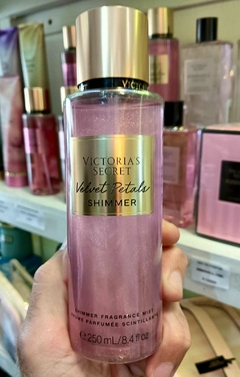 VICTORIA'S
SECRET
Velvet Petals
SHIMMER
SHIMMER FRAGRANCE MIST
BRUME PARFUMÉE SCINTILLANTE
℮250 mL/8.4 fl oz